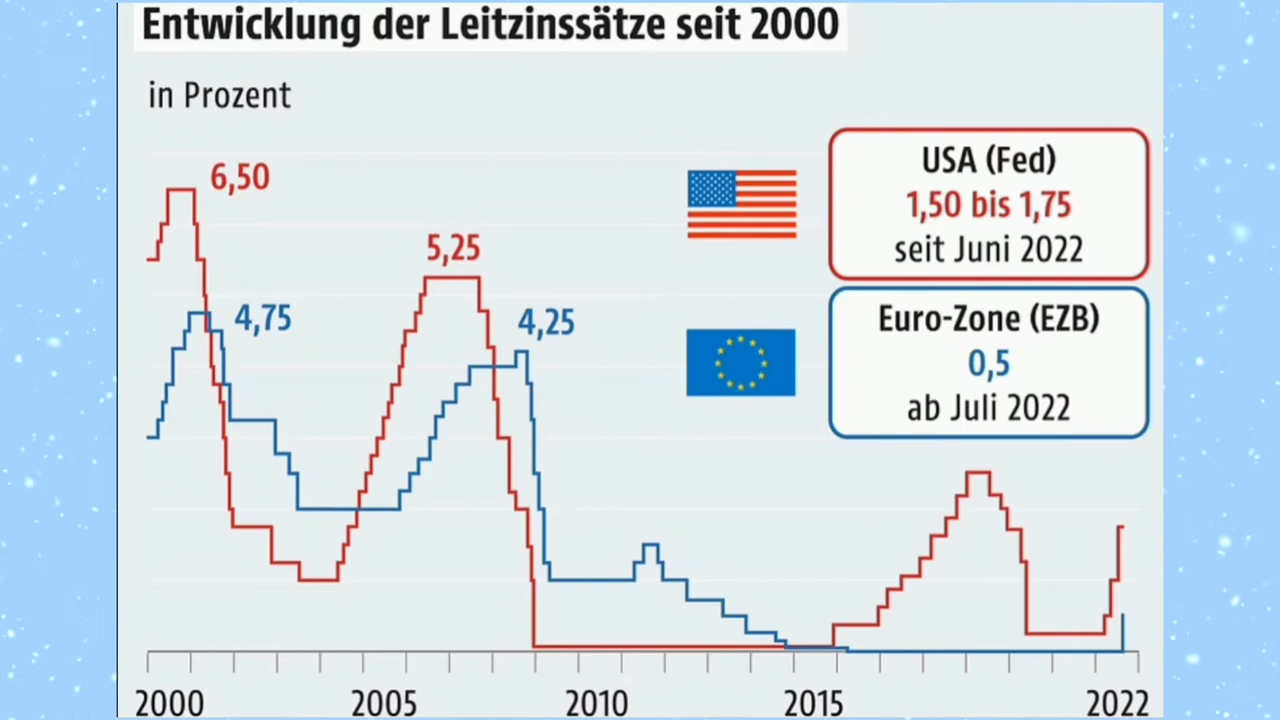 Entwicklung der Leitzinssätze seit 2000
in Prozent
6,50
4,75
5,25
4,25
USA (Fed)
1,50 bis 1,75
seit Juni 2022
Euro-Zone (EZB)
0,5
ab Juli 2022
2000 2005 2010 2015 2022